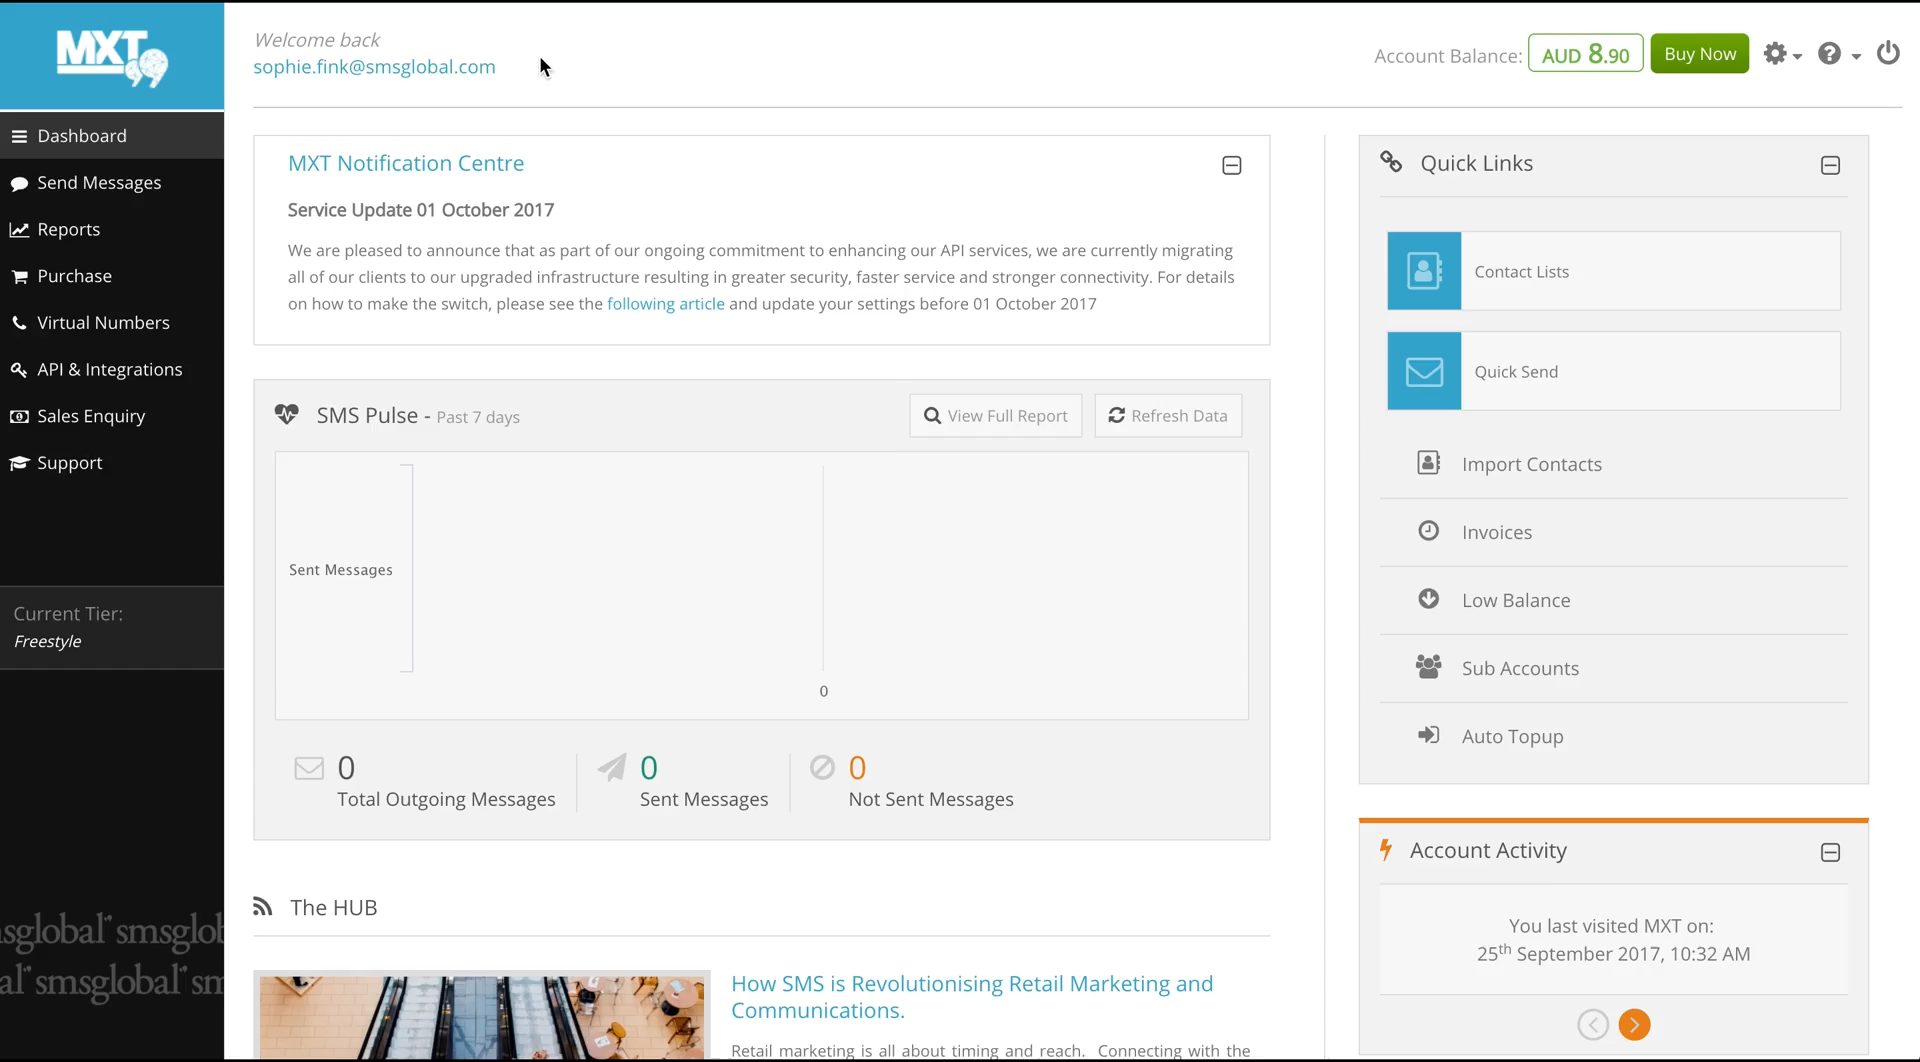 MXT
Welcome back
sophie.fink@smsglobal.com
Account Balance: AUD 8.90 Buy Now
Dashboard
Send Messages
Reports
Purchase
Virtual Numbers
API & Integrations
Sales Enquiry
Support
Current Tier:
Freestyle
MXT Notification Centre
Service Update 01 October 2017
We are pleased to announce that as part of our ongoing commitment to enhancing our API services, we are currently migrating
all of our clients to our upgraded infrastructure resulting in greater security, faster service and stronger connectivity. For details
on how to make the switch, please see the following article and update your settings before 01 October 2017
SMS Pulse - Past 7 days
View Full Report
Refresh Data
Sent Messages
0
0
Total Outgoing Messages
0
Sent Messages
0
Not Sent Messages
The HUB
How SMS is Revolutionising Retail Marketing and
Communications.
Retail marketing is all about timing and reach. Connecting with the
Quick Links
Contact Lists
Quick Send
Import Contacts
Invoices
Low Balance
Sub Accounts
Auto Topup
Account Activity
You last visited MXT on:
25th September 2017, 10:32 AM
smsglobal
smsglobal